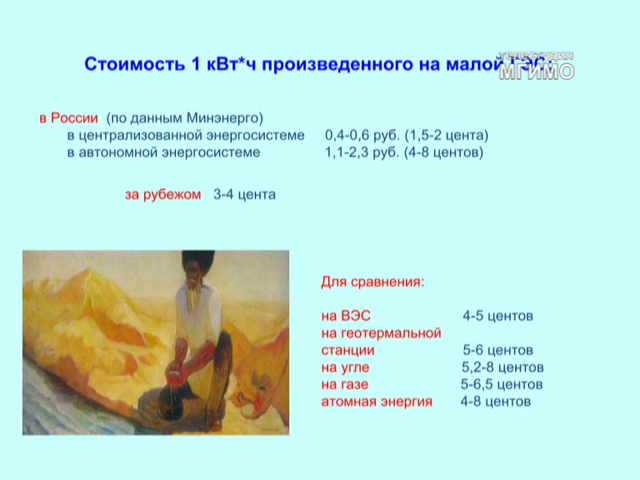 Стоимость 1 кВт*ч произведенного на малой ГЭС:
телестудия
МГИМО
в России (по данным Минэнерго)
в централизованной энергосистеме 0,4-0,6 руб. (1,5-2 цента)
в автономной энергосистеме 1,1-2,3 руб. (4-8 центов)
за рубежом 3-4 цента
Для сравнения:
на ВЭС 4-5 центов
на геотермальной
станции 5-6 центов
на угле 5,2-8 центов
на газе 5-6,5 центов
атомная энергия 4-8 центов